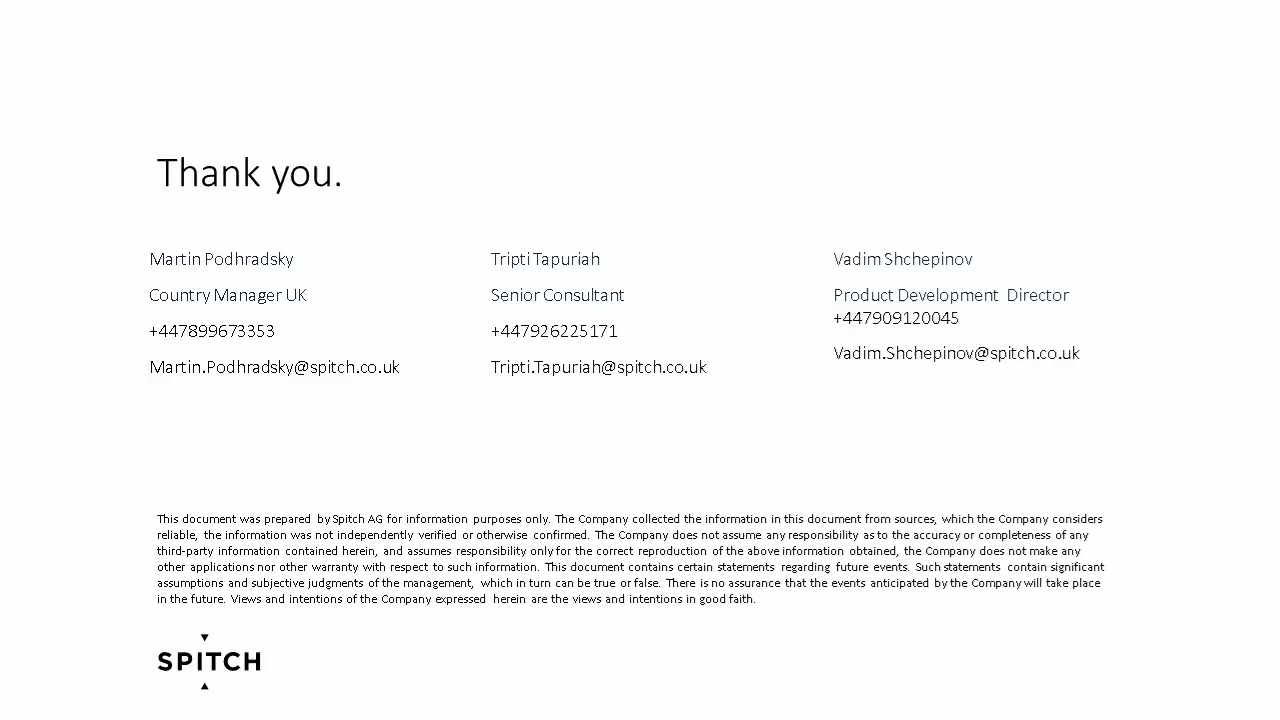 Thank you.
Martin Podhradsky
Country Manager UK
+447899673353
Martin.Podhradsky@spitch.co.uk
Tripti Tapuriah
Senior Consultant
+447926225171
Tripti.Tapuriah@spitch.co.uk
Vadim Shchepinov
Product Development Director
+447909120045
Vadim.Shchepinov@spitch.co.uk
This document was prepared by Spitch AG for information purposes only. The Company collected the information in this document from sources, which the Company considers
reliable, the information was not independently verified or otherwise confirmed. The Company does not assume any responsibility as to the accuracy or completeness of any
third-party information contained herein, and assumes responsibility only for the correct reproduction of the above information obtained, the Company does not make any
other applications nor other warranty with respect to such information. This document contains certain statements regarding future events. Such statements contain significant
assumptions and subjective judgments of the management, which in turn can be true or false. There is no assurance that the events anticipated by the Company will take place
in the future. Views and intentions of the Company expressed herein are the views and intentions in good faith.
SPITCH